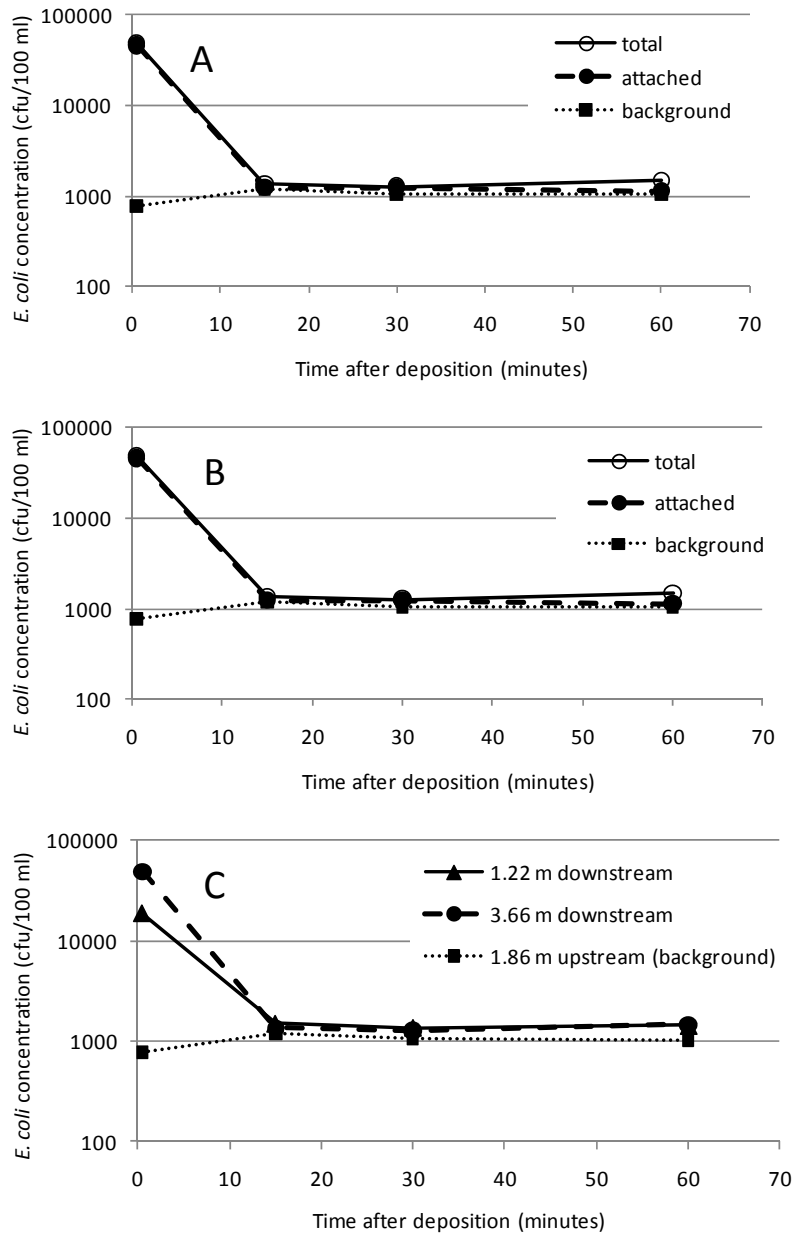 100000
10000
1000
100
E. coli concentration (cfu/100 ml)
A
total
attached
background
0 10 20 30 40 50 60 70
Time after deposition (minutes)
100000
10000
1000
100
E. coli concentration (cfu/100 ml)
B
total
attached
background
0 10 20 30 40 50 60 70
Time after deposition (minutes)
100000
10000
1000
100
E. coli concentration (cfu/100 ml)
C
1.22 m downstream
3.66 m downstream
1.86 m upstream (background)
0 10 20 30 40 50 60 70
Time after deposition (minutes)